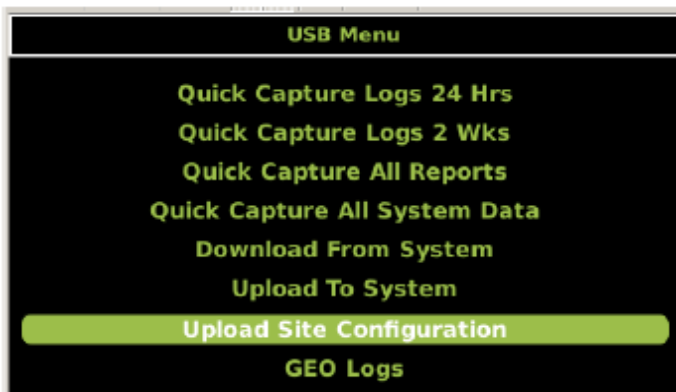 USB Menu
Quick Capture Logs 24 Hrs
Quick Capture Logs 2 Wks
Quick Capture All Reports
Quick Capture All System Data
Download From System
Upload To System
Upload Site Configuration
GEO Logs